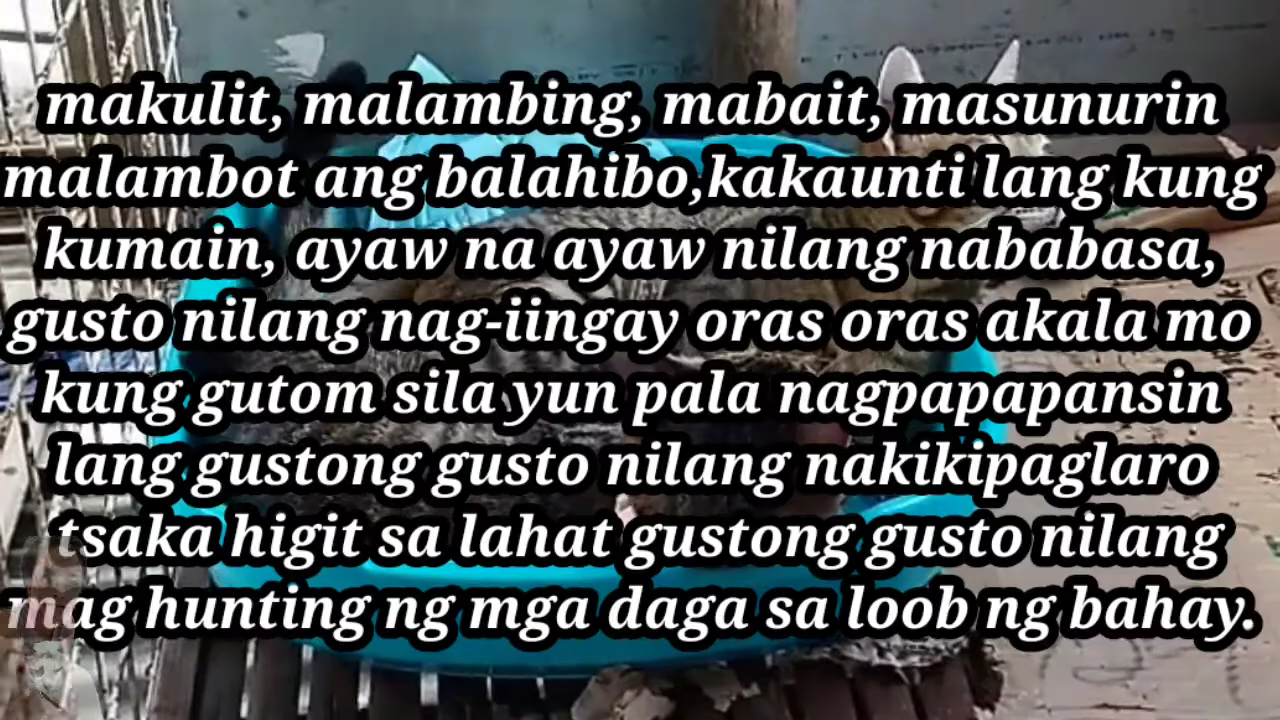 makulit, malambing, mabait, masunurin
malambot ang balahibo,kakaunti lang kung
kumain, ayaw na ayaw nilang nababasa,
gusto nilang nag-iingay oras oras akala mo
kung gutom sila yun pala nagpapapansin
lang gustong gusto nilang nakikipaglaro
tsaka higit sa lahat gustong gusto nilang
mag hunting ng mga daga sa loob ng bahay.